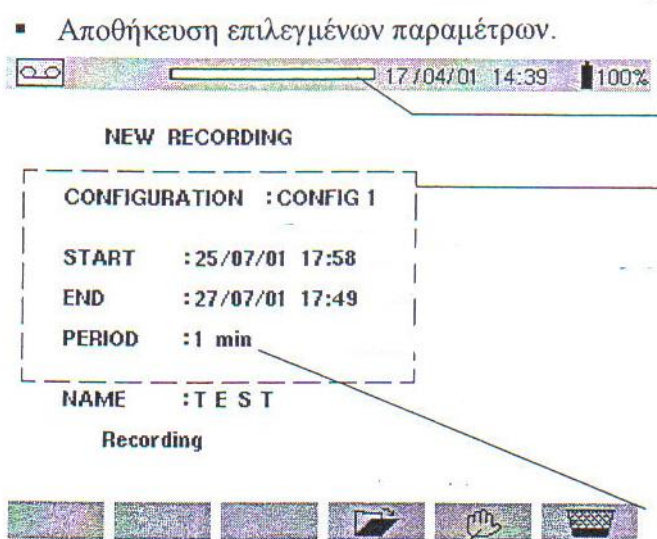 ▪ Αποθήκευση επιλεγμένων παραμέτρων.
17/04/01 14:39 100%
NEW RECORDING
CONFIGURATION :CONFIG 1
START :25/07/01 17:58
END :27/07/01 17:49
PERIOD :1 min
NAME :T E S T
Recording